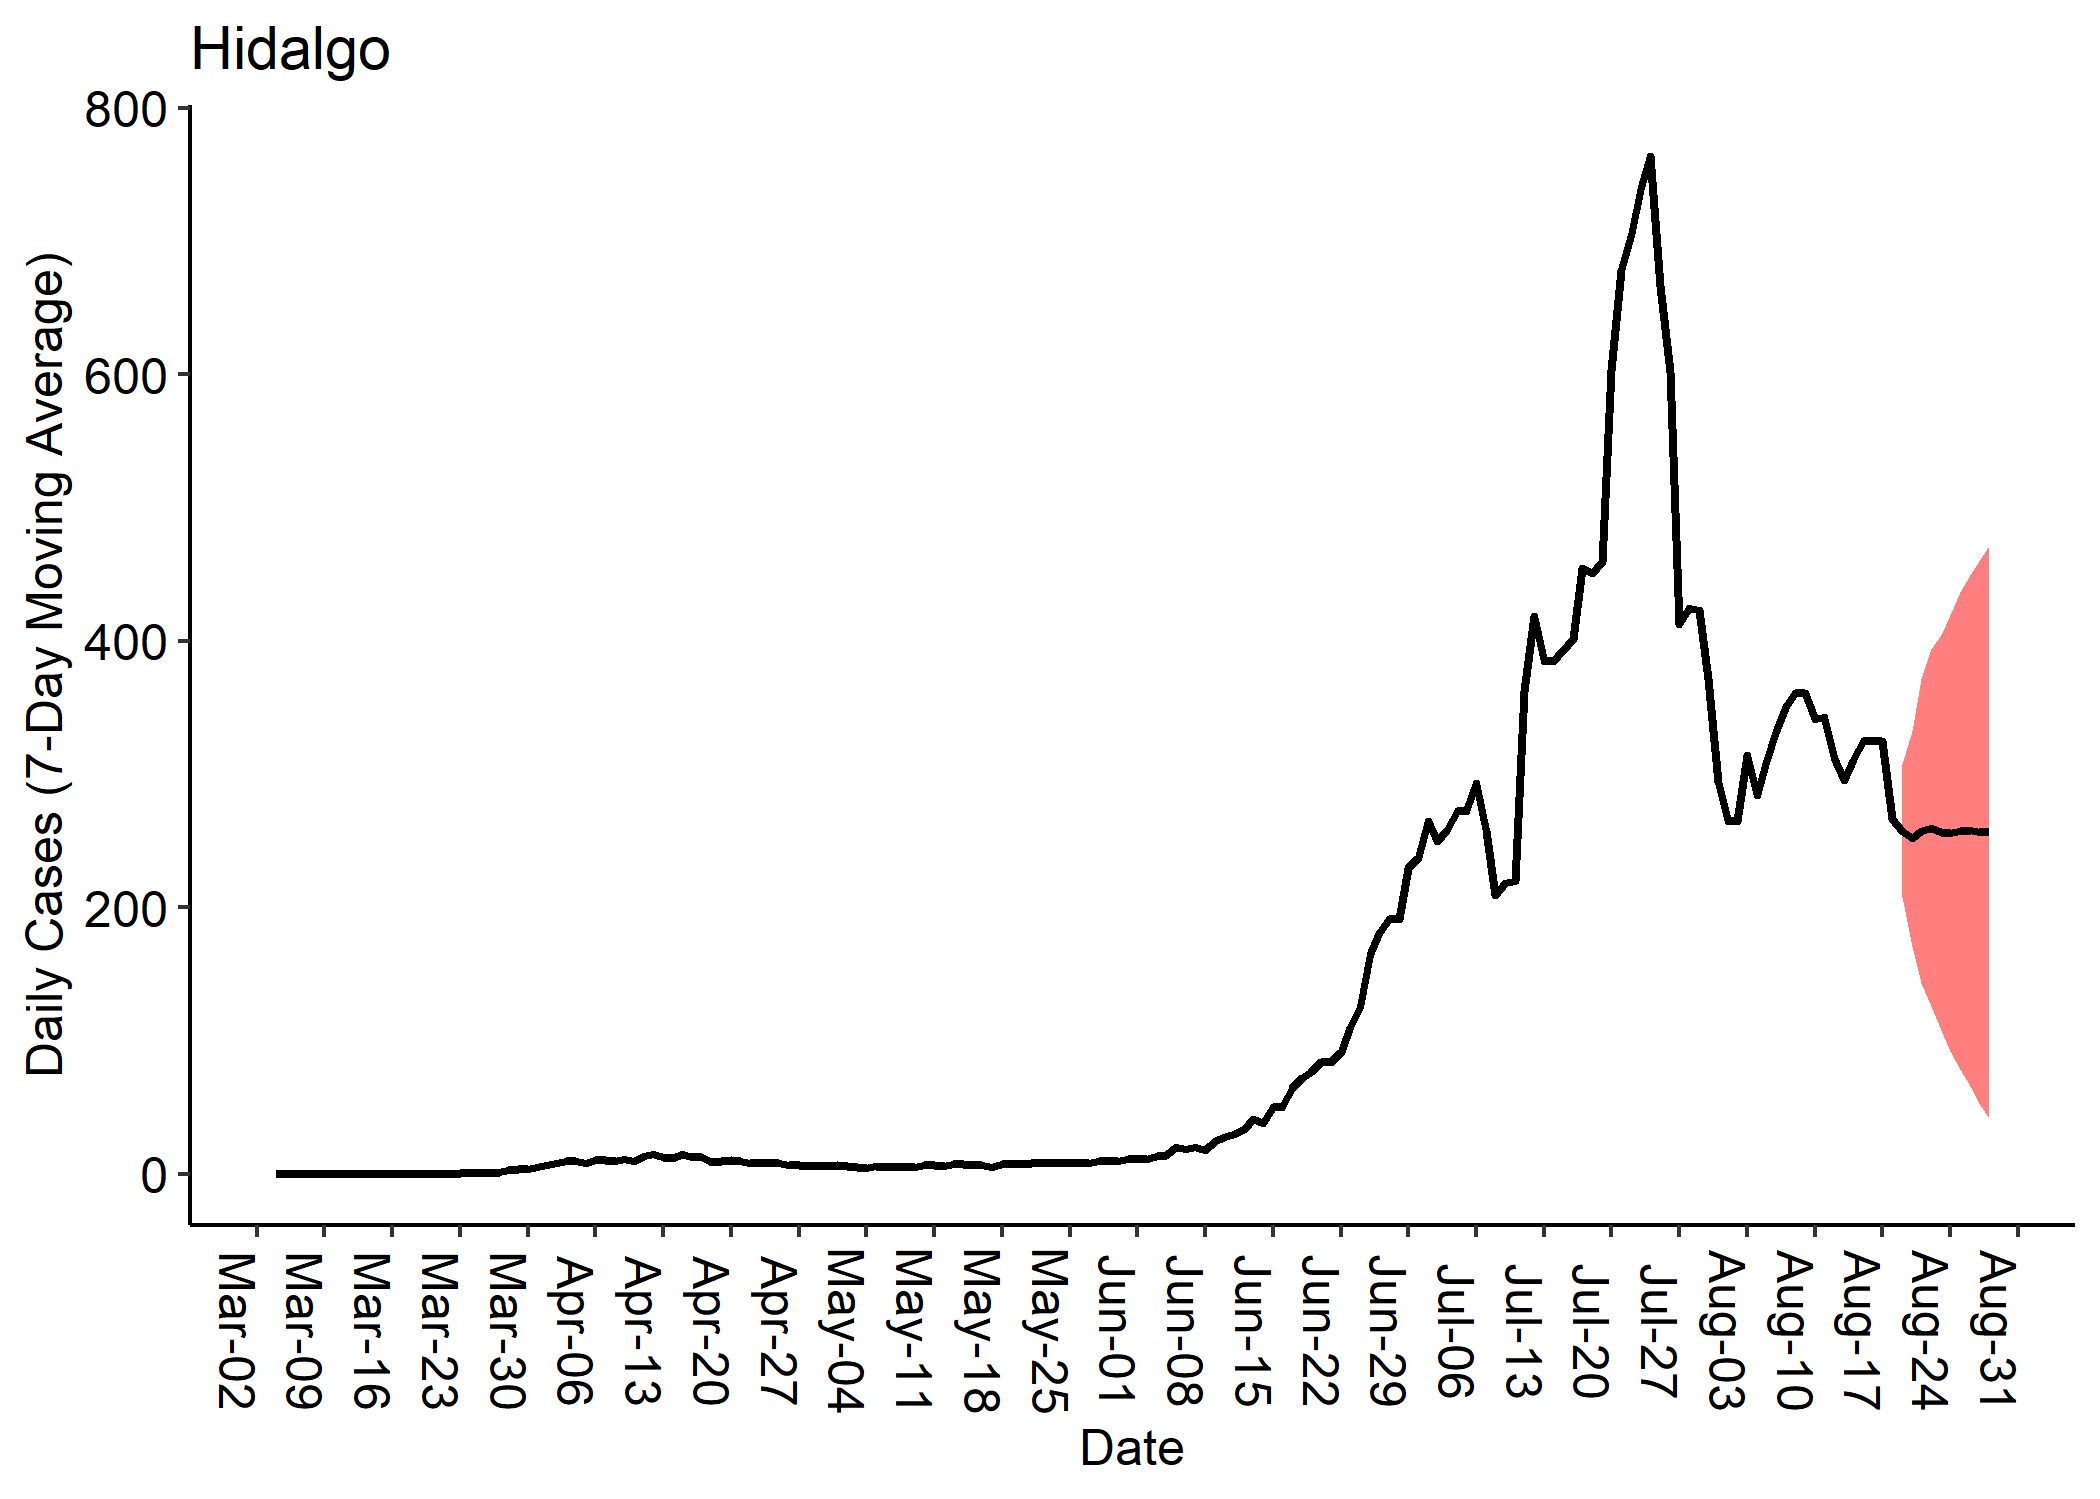 Hidalgo
800
600
400
200
0
Daily Cases (7-Day Moving Average)
Mar-02
Mar-09
Mar-16
Mar-23
Mar-30
Apr-06
Apr-13
Apr-20
Apr-27
May-04
May-11
May-18
May-25
Jun-01
Jun-08
Jun-15
Jun-22
Jun-29
Jul-06
Jul-13
Jul-20
Jul-27
Aug-03
Aug-10
Aug-17
Aug-24
Aug-31
Date